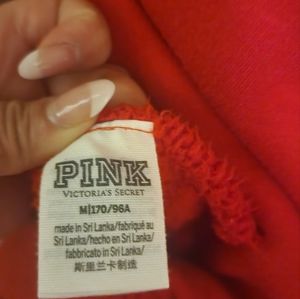 PINK
VICTORIA'S SECRET
M|170/96A
made in Sri Lanka/fabriqué au
Sri Lanka/hecho en Sri Lanka/
fabbricato in Sri Lanka/
斯里兰卡制造